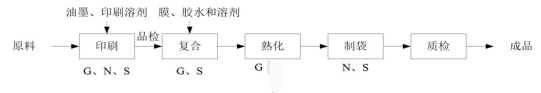 油墨、印刷溶剂 膜、胶水和溶剂
原料 印刷 品检 复合 熟化 制袋 质检 成品
G、N、S G、S G N、S